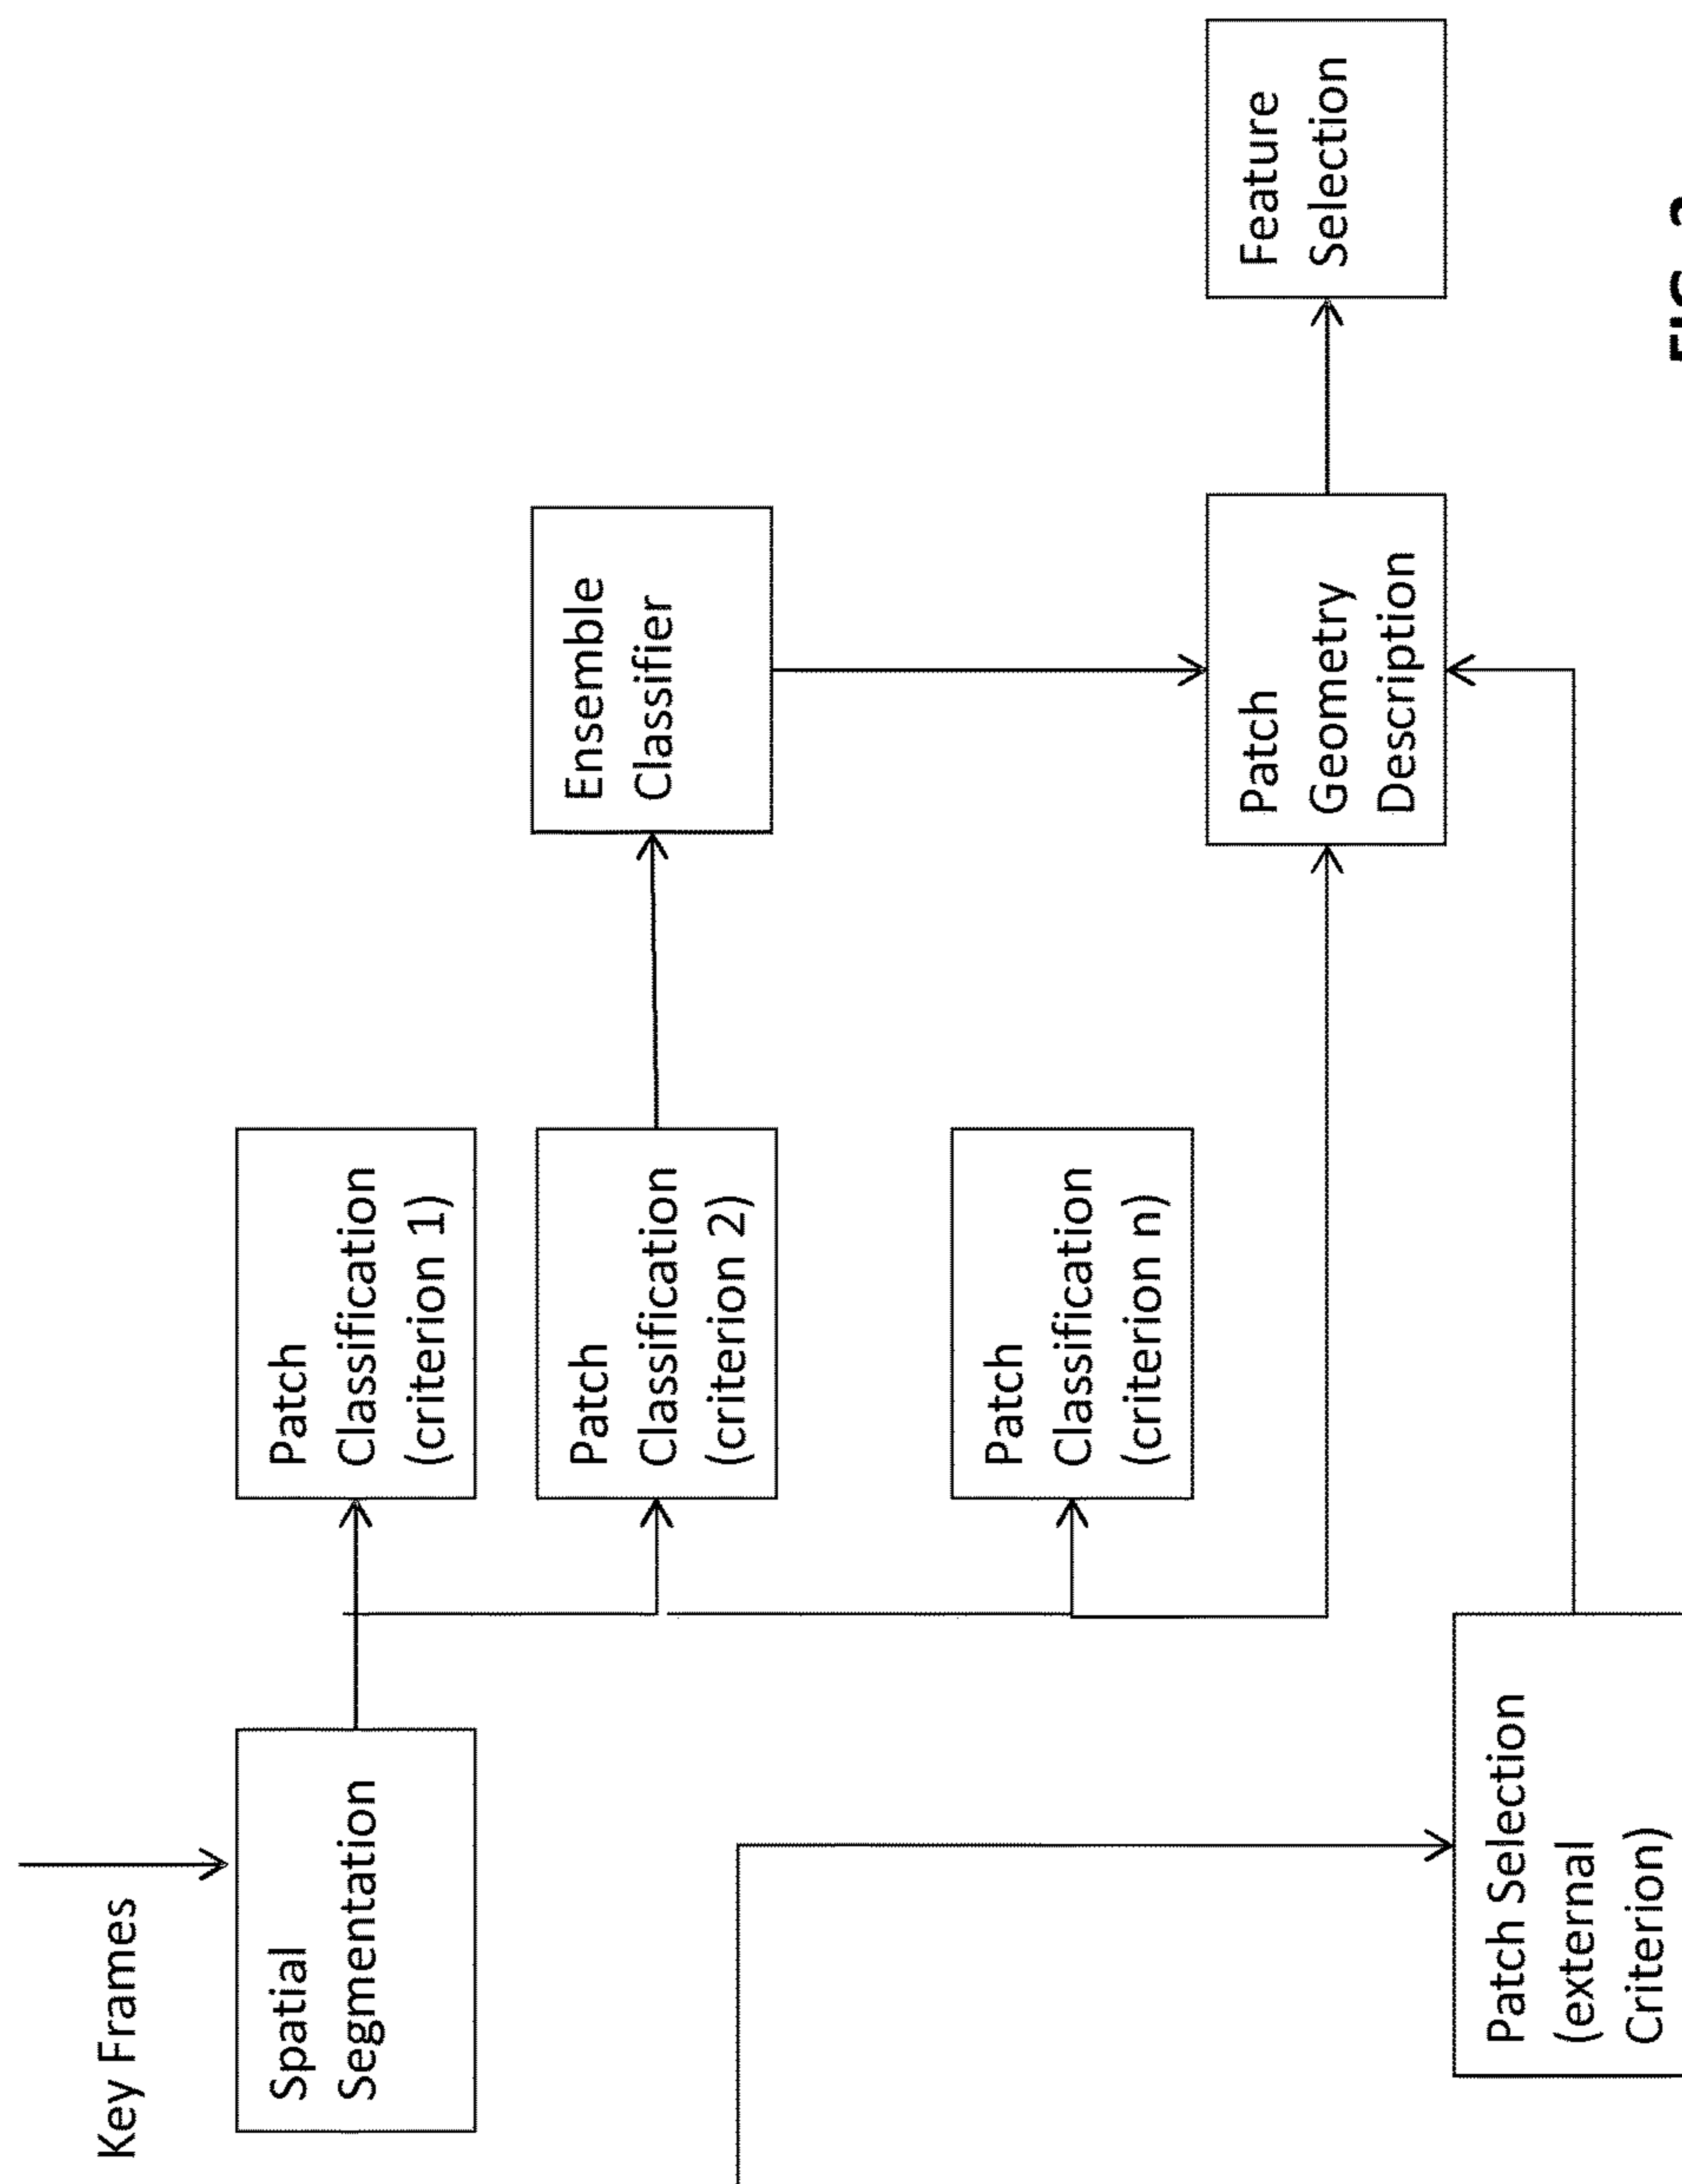 Key Frames
Spatial
Segmentation
Patch
Classification
(criterion 1)
Patch
Classification
(criterion 2)
Ensemble
Classifier
Patch
Classification
(criterion n)
Patch
Geometry
Description
Feature
Selection
Patch Selection
(external
Criterion)
FIG.